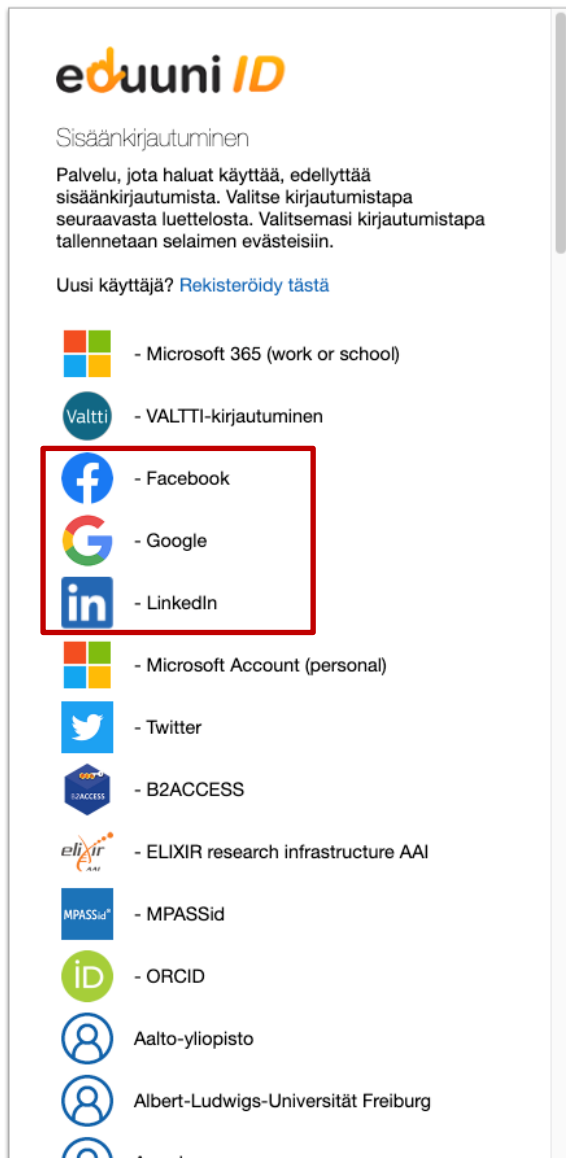 eduuni ID
Sisäänkirjautuminen
Palvelu, jota haluat käyttää, edellyttää
sisäänkirjautumista. Valitse kirjautumistapa
seuraavasta luettelosta. Valitsemasi kirjautumistapa
tallennetaan selaimen evästeisiin.
Uusi käyttäjä? Rekisteröidy tästä
- Microsoft 365 (work or school)
Valtti - VALTTI-kirjautuminen
- Facebook
- Google
in - LinkedIn
- Microsoft Account (personal)
- Twitter
B2ACCESS - B2ACCESS
elixir AAI - ELIXIR research infrastructure AAI
MPASSid - MPASSid
iD - ORCID
Aalto-yliopisto
Albert-Ludwigs-Universität Freiburg